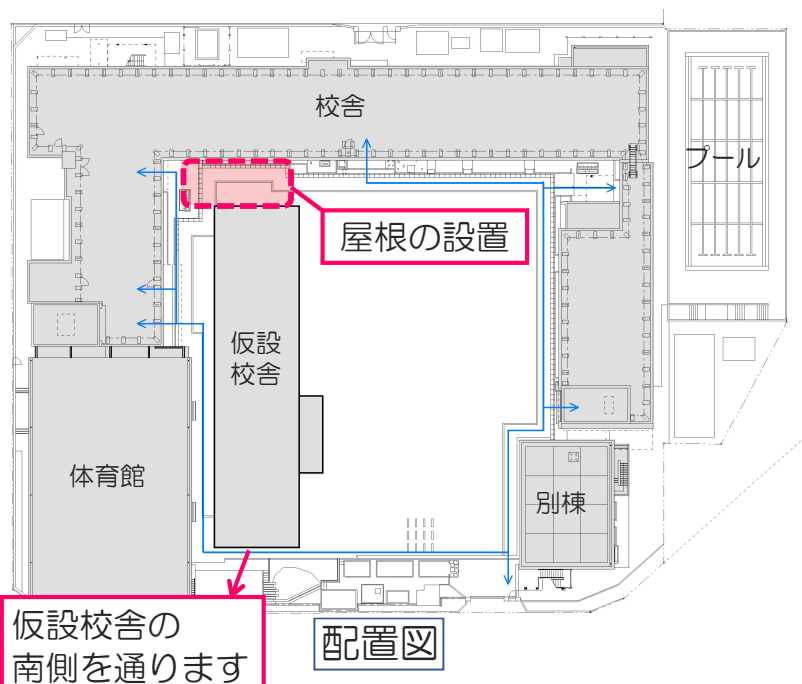 校舎
プール
屋根の設置
仮設
校舎
体育館
別棟
仮設校舎の
南側を通ります
配置図